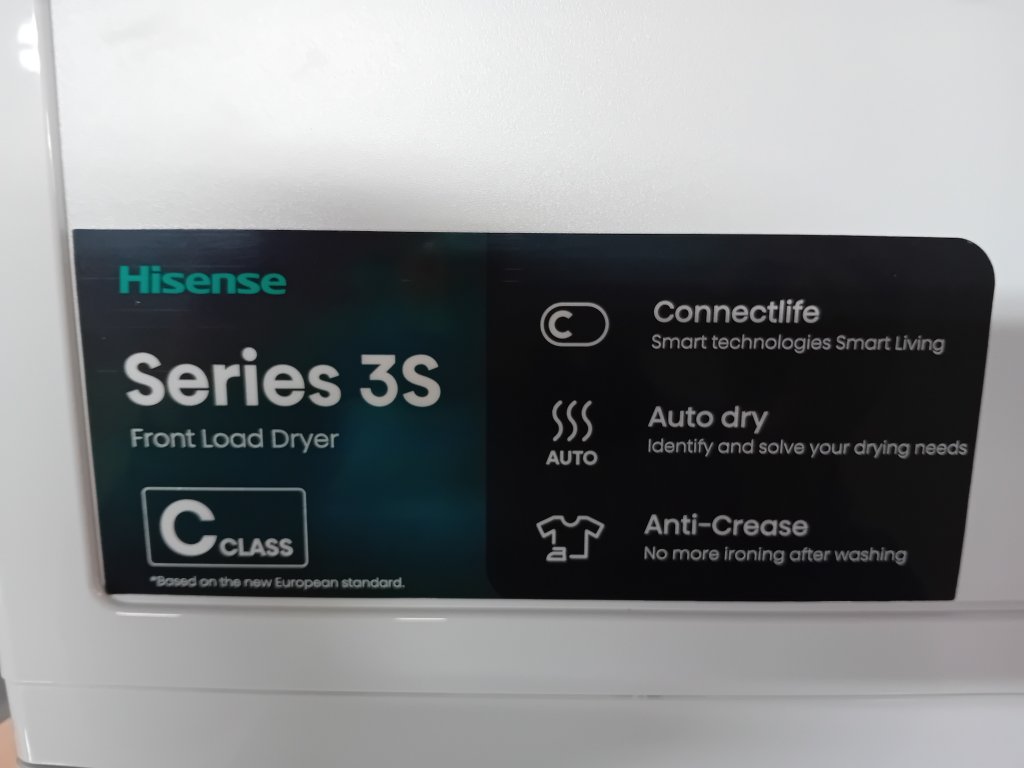 Hisense
Series 3S
Front Load Dryer
C CLASS
*Based on the new European standard.
C
Connectlife
Smart technologies Smart Living
AUTO
Auto dry
Identify and solve your drying needs
Anti-Crease
No more ironing after washing